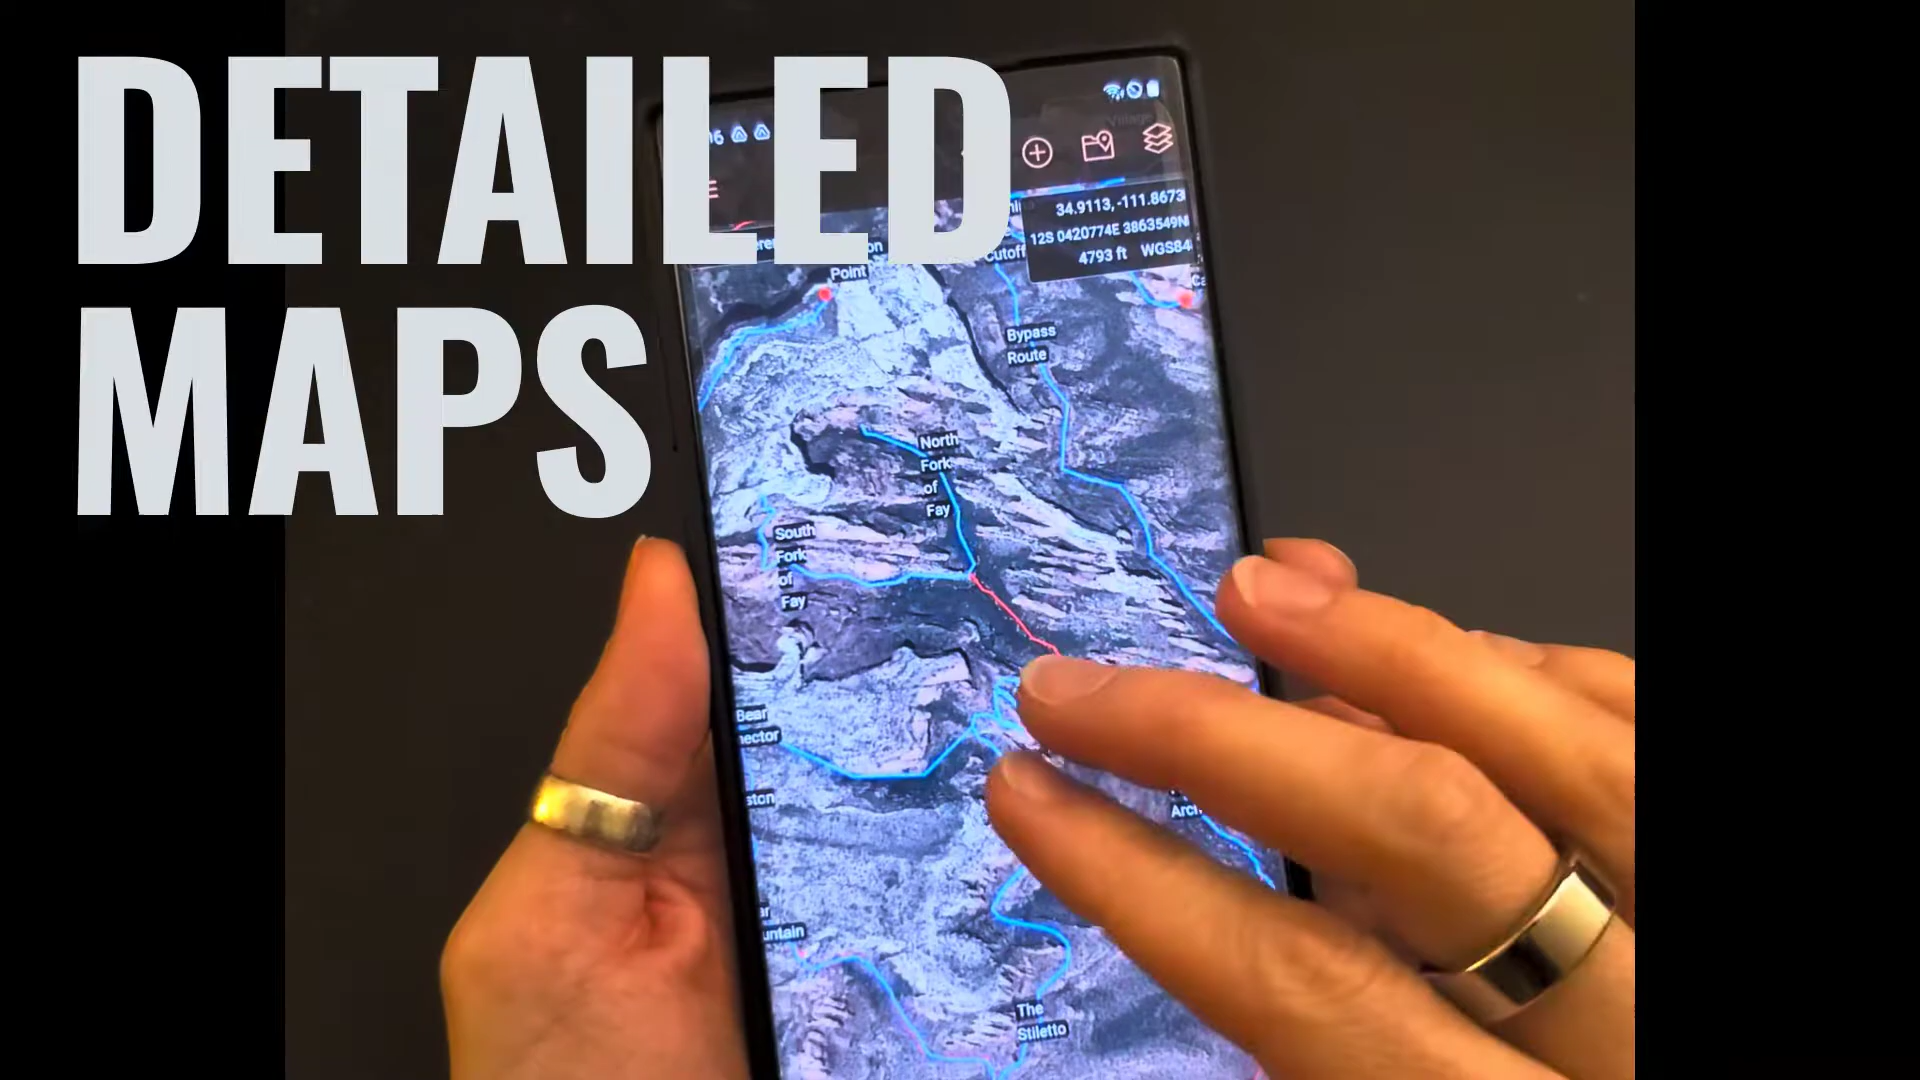 DETAILED
MAPS
34.9113, -111.8673
12S 0420774E 3863549N
4793 ft WGS84
Point
Cutoff
Bypass
Route
North
Fork
of
Fay
South
Fork
of
Fay
Bear
The
Stiletto